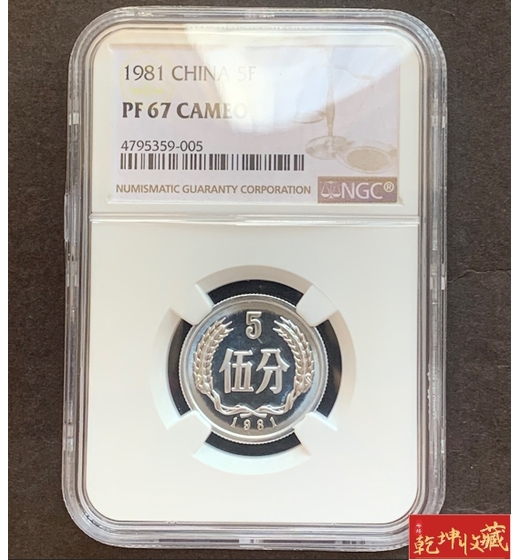 1981 CHINA 5F
PF 67 CAMEO
4795359-005
NUMISMATIC GUARANTY CORPORATION
NGC®
5
伍分
1981
乾坤收藏